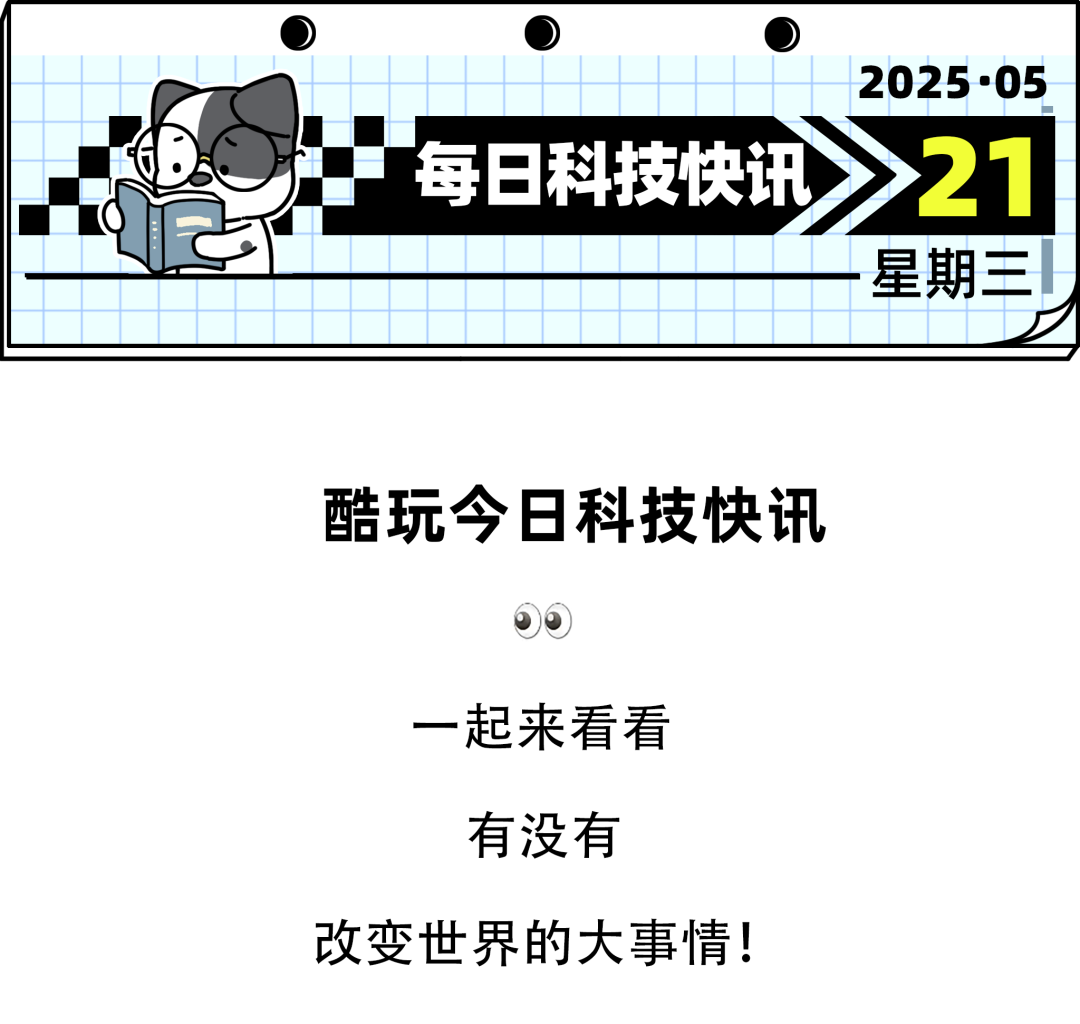 2025·05
每日科技快讯
21
星期三
酷玩今日科技快讯
👀
一起来看看
有没有
改变世界的大事情！